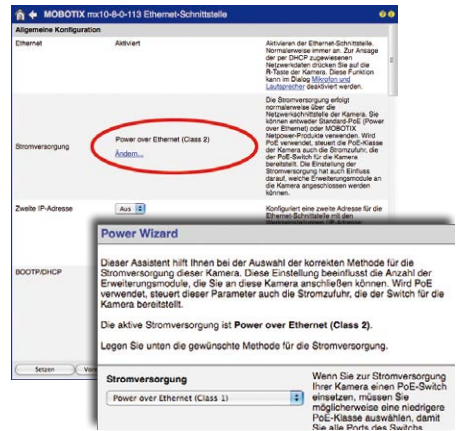 MOBOTIX mx10-8-0-113 Ethernet-Schnittstelle
Allgemeine Konfiguration
Ethernet
Aktiviert
Aktivieren der Ethernet-Schnittstelle.
Normalerweise immer an. Zur Ansage
der per DHCP zugewiesenen
Netzwerkdaten drücken Sie auf die
R-Taste der Kamera. Diese Funktion
kann im Dialog Mikrofon und
Lautsprecher deaktiviert werden.
Stromversorgung
Power over Ethernet (Class 2)
Ändern...
Die Stromversorgung erfolgt
normalerweise über die
Netzwerkschnittstelle der Kamera. Sie
können entweder Standard-PoE (Power
over Ethernet) oder MOBOTIX
Netpower-Produkte verwenden. Wird
PoE verwendet, steuert die PoE-Klasse
der Kamera auch die Stromzufuhr, die
der PoE-Switch für die Kamera
bereitstellt. Die Einstellung der
Stromversorgung hat auch Einfluss
darauf, welche Erweiterungsmodule an
die Kamera angeschlossen werden
können.
Zweite IP-Adresse
Aus
Konfiguriert eine zweite Adresse für die
Ethernet-Schnittstelle mit den
BOOTP/DHCP
Setzen
Power Wizard
Dieser Assistent hilft Ihnen bei der Auswahl der korrekten Methode für die
Stromversorgung dieser Kamera. Diese Einstellung beeinflusst die Anzahl der
Erweiterungsmodule, die Sie an diese Kamera anschließen können. Wird PoE
verwendet, steuert dieser Parameter auch die Stromzufuhr, die der Switch für die
Kamera bereitstellt.
Die aktive Stromversorgung ist Power over Ethernet (Class 2).
Legen Sie unten die gewünschte Methode für die Stromversorgung.
Stromversorgung
Power over Ethernet (Class 1)
Wenn Sie zur Stromversorgung
Ihrer Kamera einen PoE-Switch
einsetzen, müssen Sie
möglicherweise eine niedrigere
PoE-Klasse auswählen, damit
Sie alle Ports des Switchs